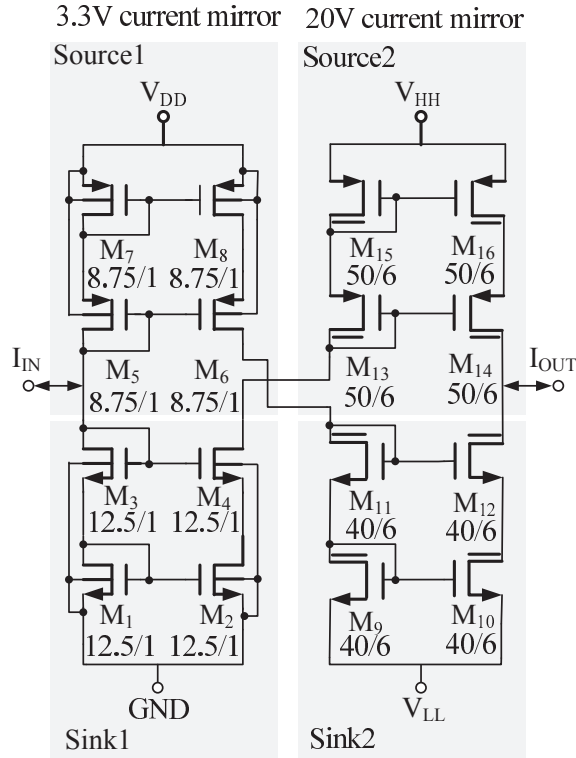 3.3V current mirror 20V current mirror
Source1 Source2
VDD VHH
M7 M8 M15 M16
8.75/1 8.75/1 50/6 50/6
IIN M5 M6 M13 M14 IOUT
8.75/1 8.75/1 50/6 50/6
M3 M4 M11 M12
12.5/1 12.5/1 40/6 40/6
M1 M2 M9 M10
12.5/1 12.5/1 40/6 40/6
GND VLL
Sink1 Sink2